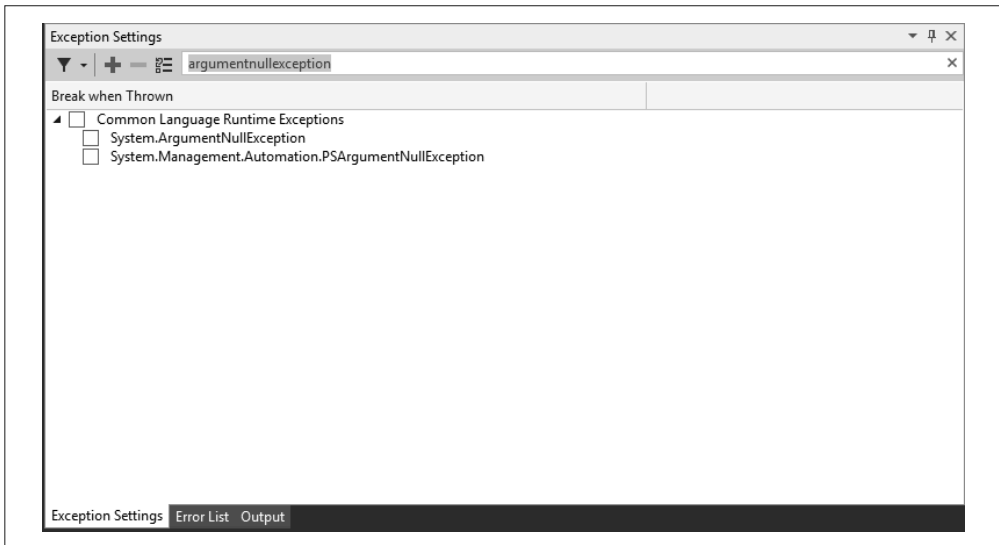 Exception Settings
argumentnullexception
Break when Thrown
Common Language Runtime Exceptions
System.ArgumentNullException
System.Management.Automation.PSArgumentNullException
Exception Settings Error List Output